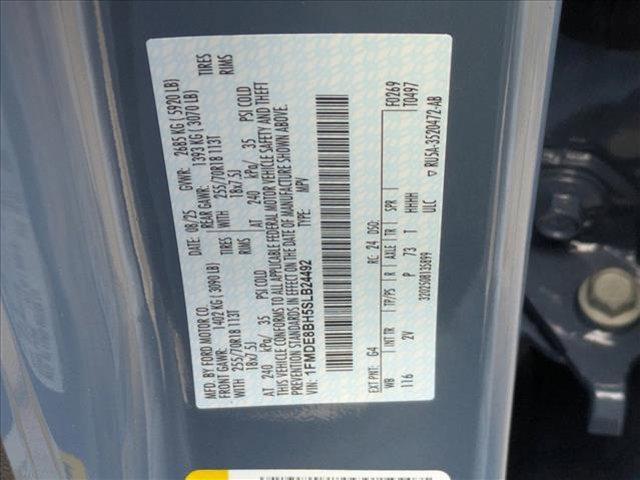 MFD. BY FORD MOTOR CO.
DATE: 08/25 GVWR: 2685 KG ( 5920 LB)
FRONT GAWR: 1402 KG ( 3090 LB) REAR GAWR: 1393 KG ( 3070 LB)
WITH 255/70R18 113T TIRES WITH 255/70R18 113T TIRES
18x7.5J RIMS 18x7.5J RIMS
AT 240 kPa/ 35 PSI COLD AT 240 kPa/ 35 PSI COLD
THIS VEHICLE CONFORMS TO ALL APPLICABLE FEDERAL MOTOR VEHICLE SAFETY AND THEFT
PREVENTION STANDARDS IN EFFECT ON THE DATE OF MANUFACTURE SHOWN ABOVE.
VIN: 1FMDE8BH5SLB24492
TYPE: MPV
F0269
T0497
EXT PNT: G4 RC: 24 DSO:
WB INT TR TP/PS R AXLE TR SPR
116 2V P 73 T HHHH
ULC
3202508135899
▼ RU5A-3520472-AB